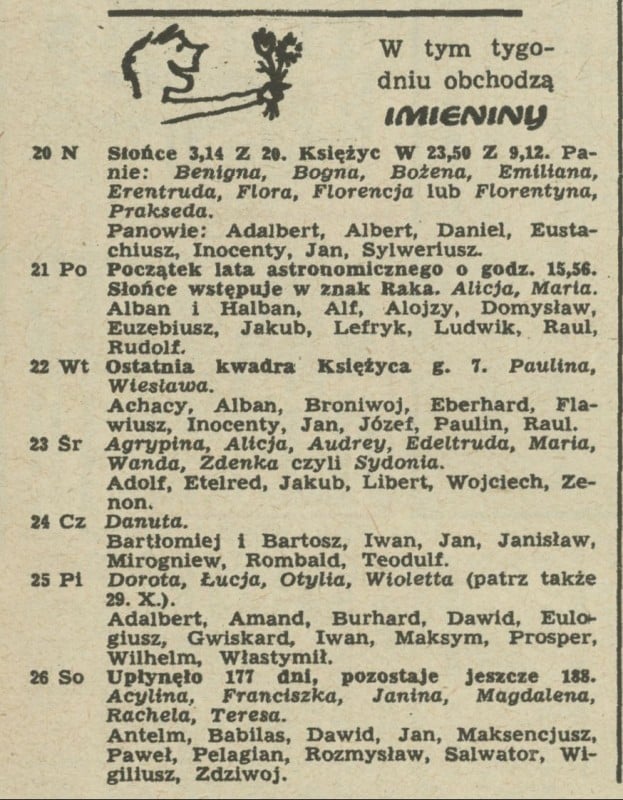 W tym tygo-
dniu obchodzą
IMIENINY
20 N Słońce 3,14 Z 20. Księżyc W 23,50 Z 9,12. Pa-
nie: Benigna, Bogna, Bożena, Emiliana,
Erentruda, Flora, Florencja lub Florentyna,
Prakseda.
Panowie: Adalbert, Albert, Daniel, Eusta-
chiusz, Inocenty, Jan, Sylweriusz.
21 Po Początek lata astronomicznego o godz. 15,56.
Słońce wstępuje w znak Raka. Alicja, Maria.
Alban i Halban, Alf, Alojzy, Domysław,
Euzebiusz, Jakub, Lefryk, Ludwik, Raul,
Rudolf.
22 Wt Ostatnia kwadra Księżyca g. 7. Paulina,
Wiesława.
Achacy, Alban, Broniwoj, Eberhard, Fla-
wiusz, Inocenty, Jan, Józef, Paulin, Raul.
23 Śr Agrypina, Alicja, Audrey, Edeltruda, Maria,
Wanda, Zdenka czyli Sydonia.
Adolf, Etelred, Jakub, Libert, Wojciech, Ze-
non.
24 Cz Danuta.
Bartłomiej i Bartosz, Iwan, Jan, Janisław,
Mirogniew, Rombald, Teodulf.
25 Pi Dorota, Łucja, Otylia, Wioletta (patrz także
29. X.).
Adalbert, Amand, Burhard, Dawid, Eulo-
giusz, Gwiskard, Iwan, Maksym, Prosper,
Wilhelm, Włastymił.
26 So Upłynęło 177 dni, pozostaje jeszcze 188.
Acylina, Franciszka, Janina, Magdalena,
Rachela, Teresa.
Antelm, Babilas, Dawid, Jan, Maksencjusz,
Paweł, Pelagian, Rozmysław, Salwator, Wi-
giliusz, Zdziwoj.